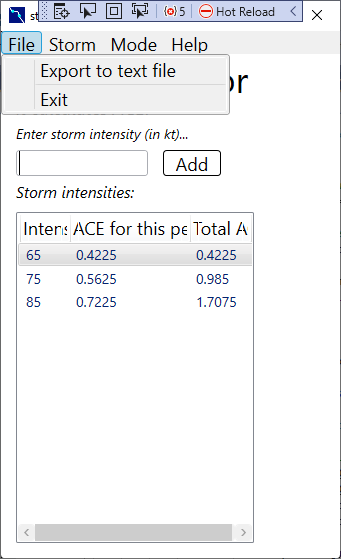 st
5
Hot Reload
File Storm Mode Help
Export to text file
Exit
or
Enter storm intensity (in kt)...
Add
Storm intensities:
Intens ACE for this pe Total A
65 0.4225 0.4225
75 0.5625 0.985
85 0.7225 1.7075